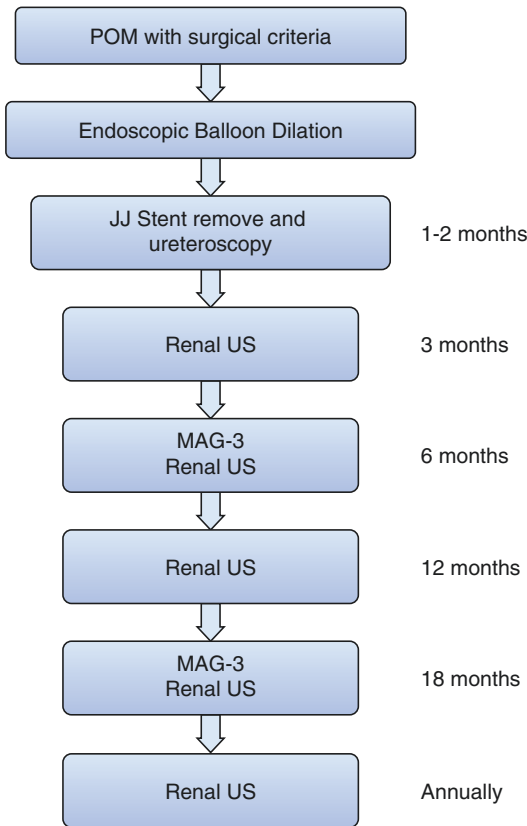 POM with surgical criteria
Endoscopic Balloon Dilation
JJ Stent remove and
ureteroscopy
1-2 months
Renal US
3 months
MAG-3
Renal US
6 months
Renal US
12 months
MAG-3
Renal US
18 months
Renal US
Annually